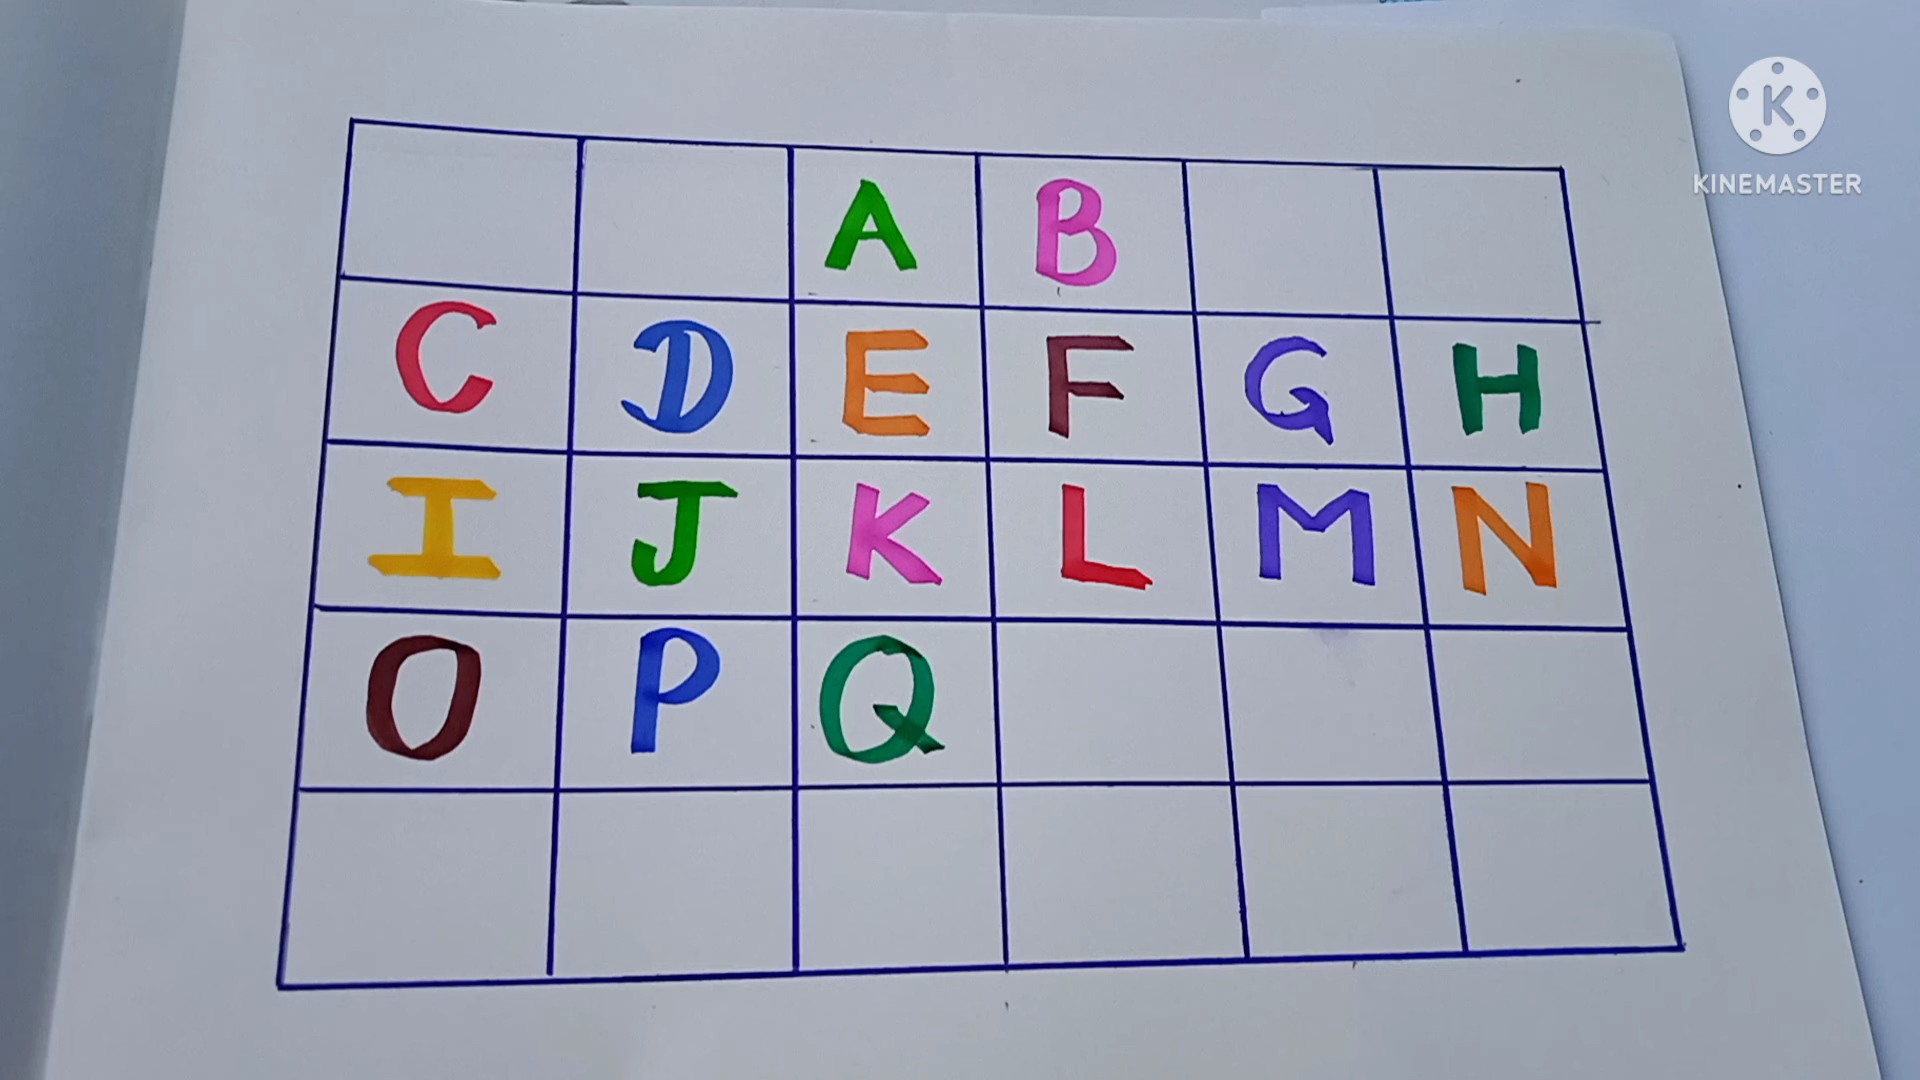 A B
C D E F G H
I J K L M N
O P Q
K
KINEMASTER